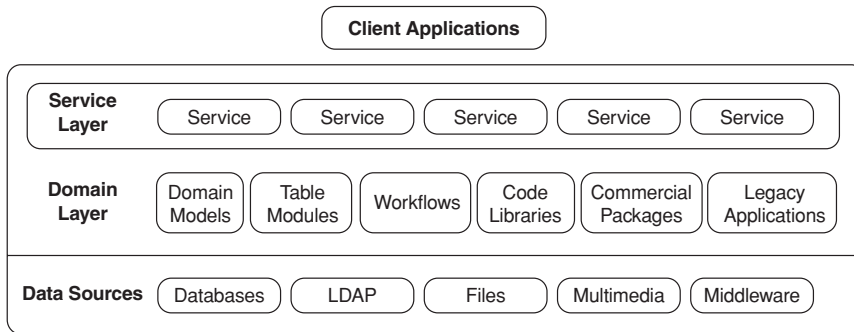 Client Applications
Service Layer
Service
Service
Service
Service
Service
Domain Layer
Domain Models
Table Modules
Workflows
Code Libraries
Commercial Packages
Legacy Applications
Data Sources
Databases
LDAP
Files
Multimedia
Middleware